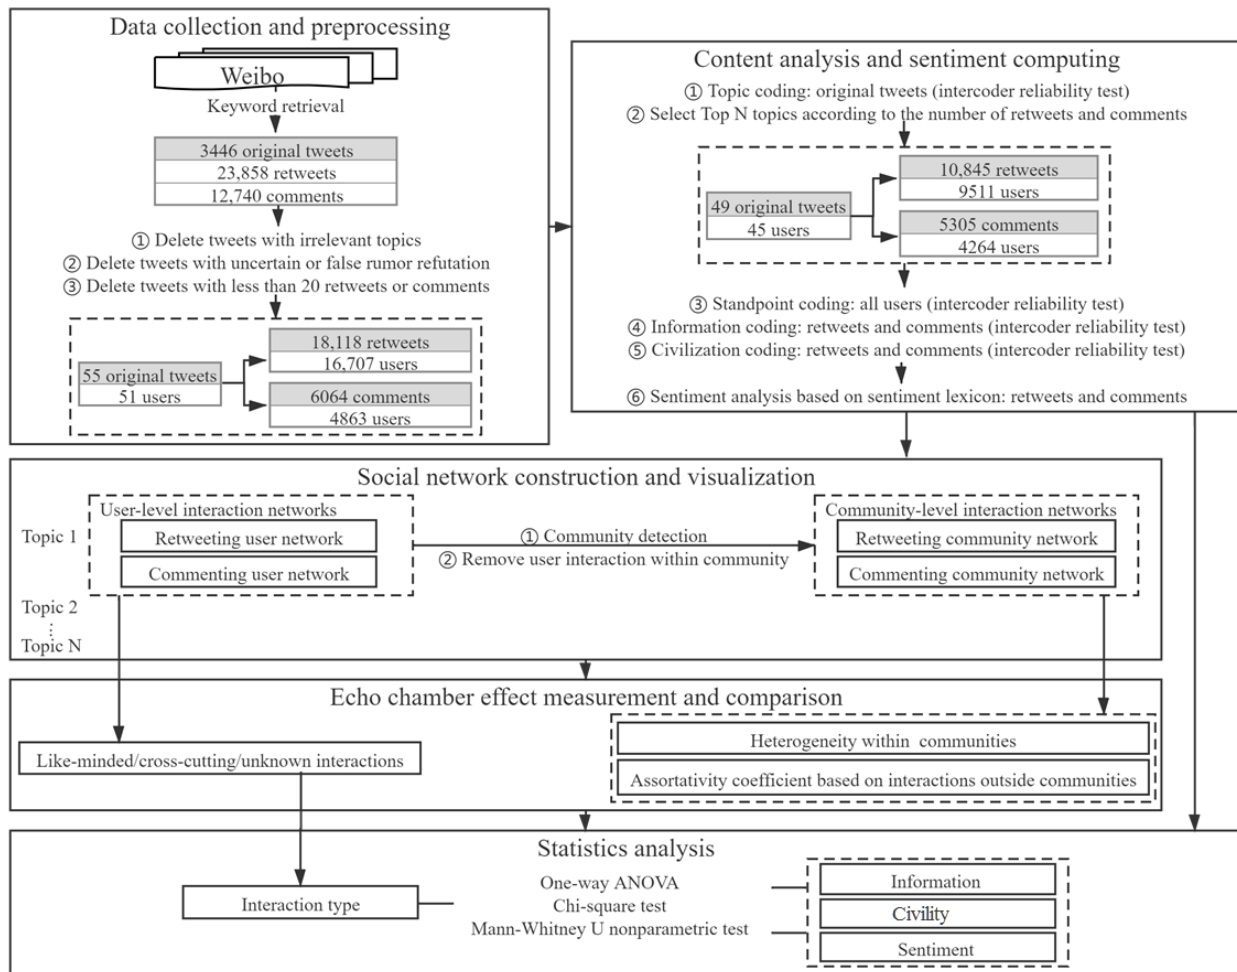 Data collection and preprocessing
Weibo
Keyword retrieval
3446 original tweets
23,858 retweets
12,740 comments
① Delete tweets with irrelevant topics
② Delete tweets with uncertain or false rumor refutation
③ Delete tweets with less than 20 retweets or comments
55 original tweets
51 users
18,118 retweets
16,707 users
6064 comments
4863 users
Content analysis and sentiment computing
① Topic coding: original tweets (intercoder reliability test)
② Select Top N topics according to the number of retweets and comments
49 original tweets
45 users
10,845 retweets
9511 users
5305 comments
4264 users
③ Standpoint coding: all users (intercoder reliability test)
④ Information coding: retweets and comments (intercoder reliability test)
⑤ Civilization coding: retweets and comments (intercoder reliability test)
⑥ Sentiment analysis based on sentiment lexicon: retweets and comments
Social network construction and visualization
Topic 1
User-level interaction networks
Retweeting user network
Commenting user network
① Community detection
② Remove user interaction within community
Community-level interaction networks
Retweeting community network
Commenting community network
Topic 2
⋮
Topic N
Echo chamber effect measurement and comparison
Like-minded/cross-cutting/unknown interactions
Heterogeneity within communities
Assortativity coefficient based on interactions outside communities
Statistics analysis
Interaction type
One-way ANOVA
Chi-square test
Mann-Whitney U nonparametric test
Information
Civility
Sentiment